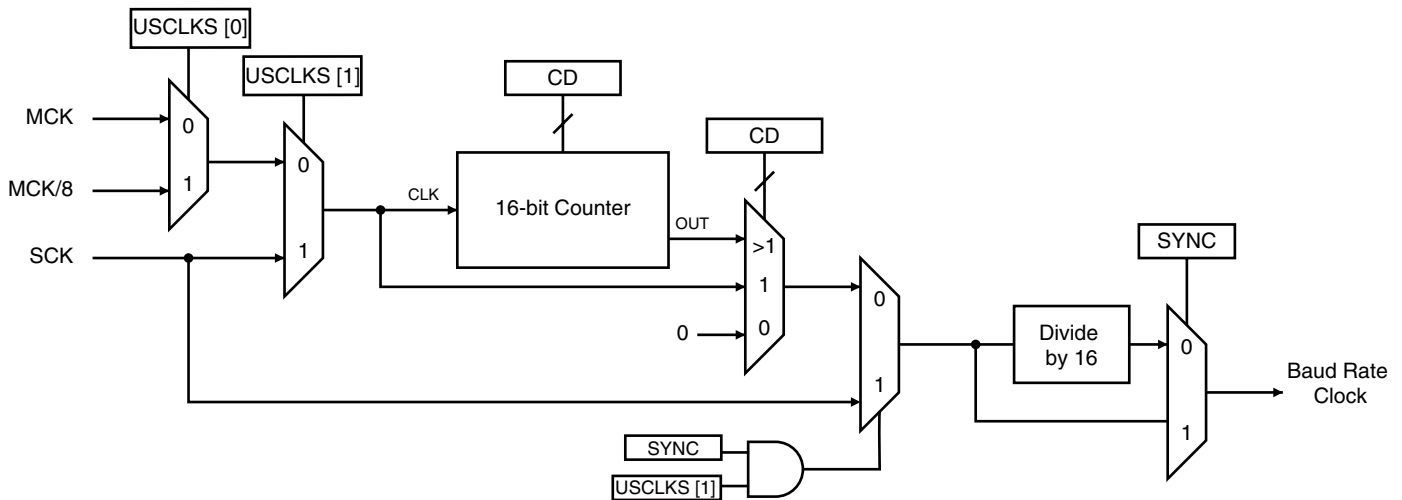 USCLKS [0]
USCLKS [1]
CD
CD
MCK
0
MCK/8
1
0
CLK
16-bit Counter
OUT
SCK
1
>1
1
0
0
SYNC
0
1
Divide
by 16
0
1
Baud Rate
Clock
SYNC
USCLKS [1]